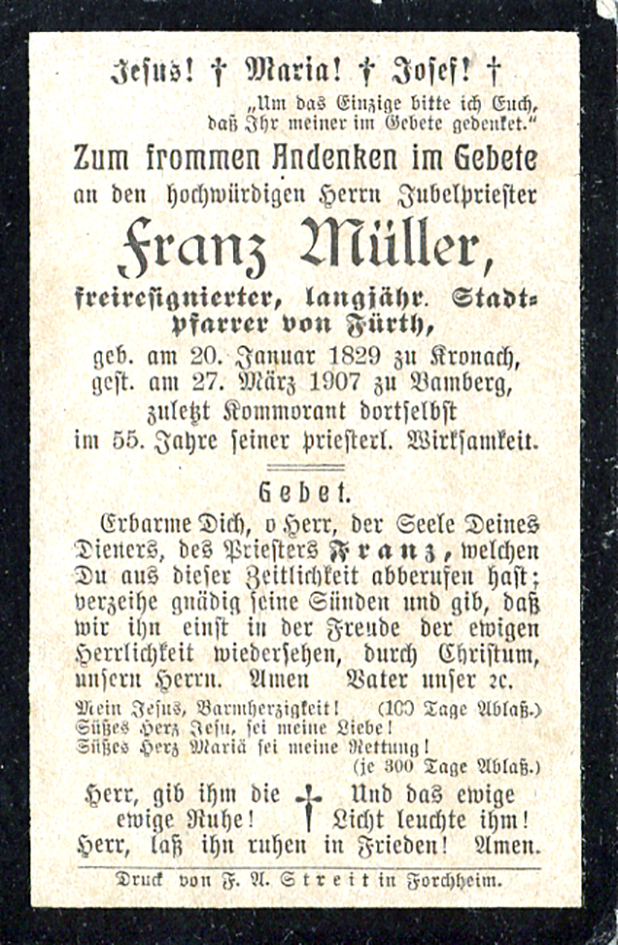 Jesus! † Maria! † Josef! †
„Um das Einzige bitte ich Euch,
daß Ihr meiner im Gebete gedenket.“
Zum frommen Andenken im Gebete
an den hochwürdigen Herrn Jubelpriester
Franz Müller,
freiresignierter, langjähr. Stadt=
pfarrer von Fürth,
geb. am 20. Januar 1829 zu Kronach,
gest. am 27. März 1907 zu Bamberg,
zuletzt Kommorant dortselbst
im 55. Jahre seiner priesterl. Wirksamkeit.
Gebet.
Erbarme Dich, o Herr, der Seele Deines
Dieners, des Priesters Franz, welchen
Du aus dieser Zeitlichkeit abberufen hast;
verzeihe gnädig seine Sünden und gib, daß
wir ihn einst in der Freude der ewigen
Herrlichkeit wiedersehen, durch Christum,
unsern Herrn. Amen Vater unser ꝛc.
Mein Jesus, Barmherzigkeit! (100 Tage Ablaß.)
Süßes Herz Jesu, sei meine Liebe!
Süßes Herz Mariä sei meine Rettung!
(je 300 Tage Ablaß.)
Herr, gib ihm die † Und das ewige
ewige Ruhe! Licht leuchte ihm!
Herr, laß ihn ruhen in Frieden! Amen.
Druck von F. A. Streit in Forchheim.